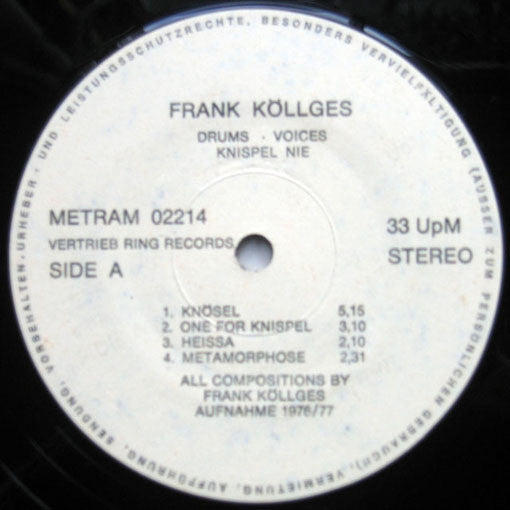 FRANK KÖLLGES
DRUMS · VOICES
KNISPEL NIE
METRAM 02214
VERTRIEB RING RECORDS
SIDE A
33 UpM
STEREO
1. KNÖSEL 5,15
2. ONE FOR KNISPEL 3,10
3. HEISSA 2,10
4. METAMORPHOSE 2,31
ALL COMPOSITIONS BY
FRANK KÖLLGES
AUFNAHME 1976/77
URHEBER- UND LEISTUNGSSCHUTZRECHTE, BESONDERS VERVIELFÄLTIGUNG (AUSSER ZUM PERSÖNLICHEN GEBRAUCH), VERMIETUNG, AUFFÜHRUNG, SENDUNG, VORBEHALTEN.